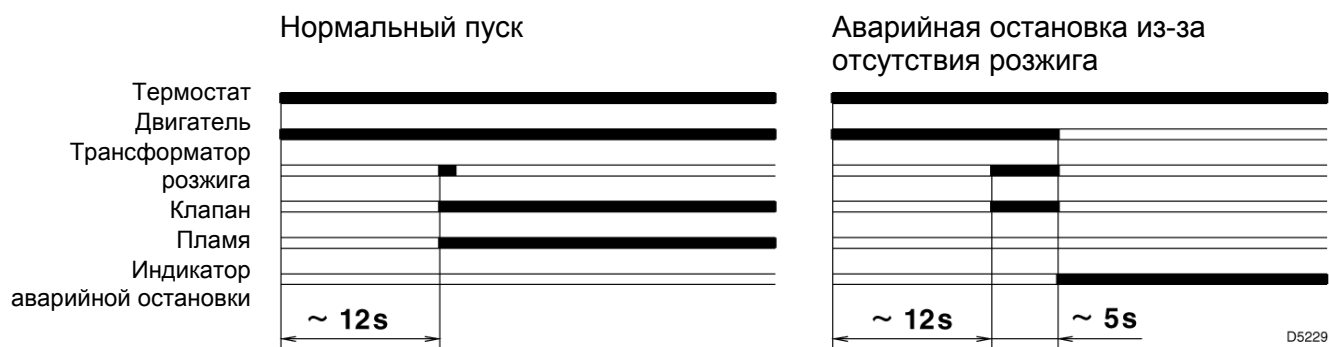 Нормальный пуск
Аварийная остановка из-за
отсутствия розжига
Термостат
Двигатель
Трансформатор
розжига
Клапан
Пламя
Индикатор
аварийной остановки
~ 12s
~ 12s
~ 5s
D5229